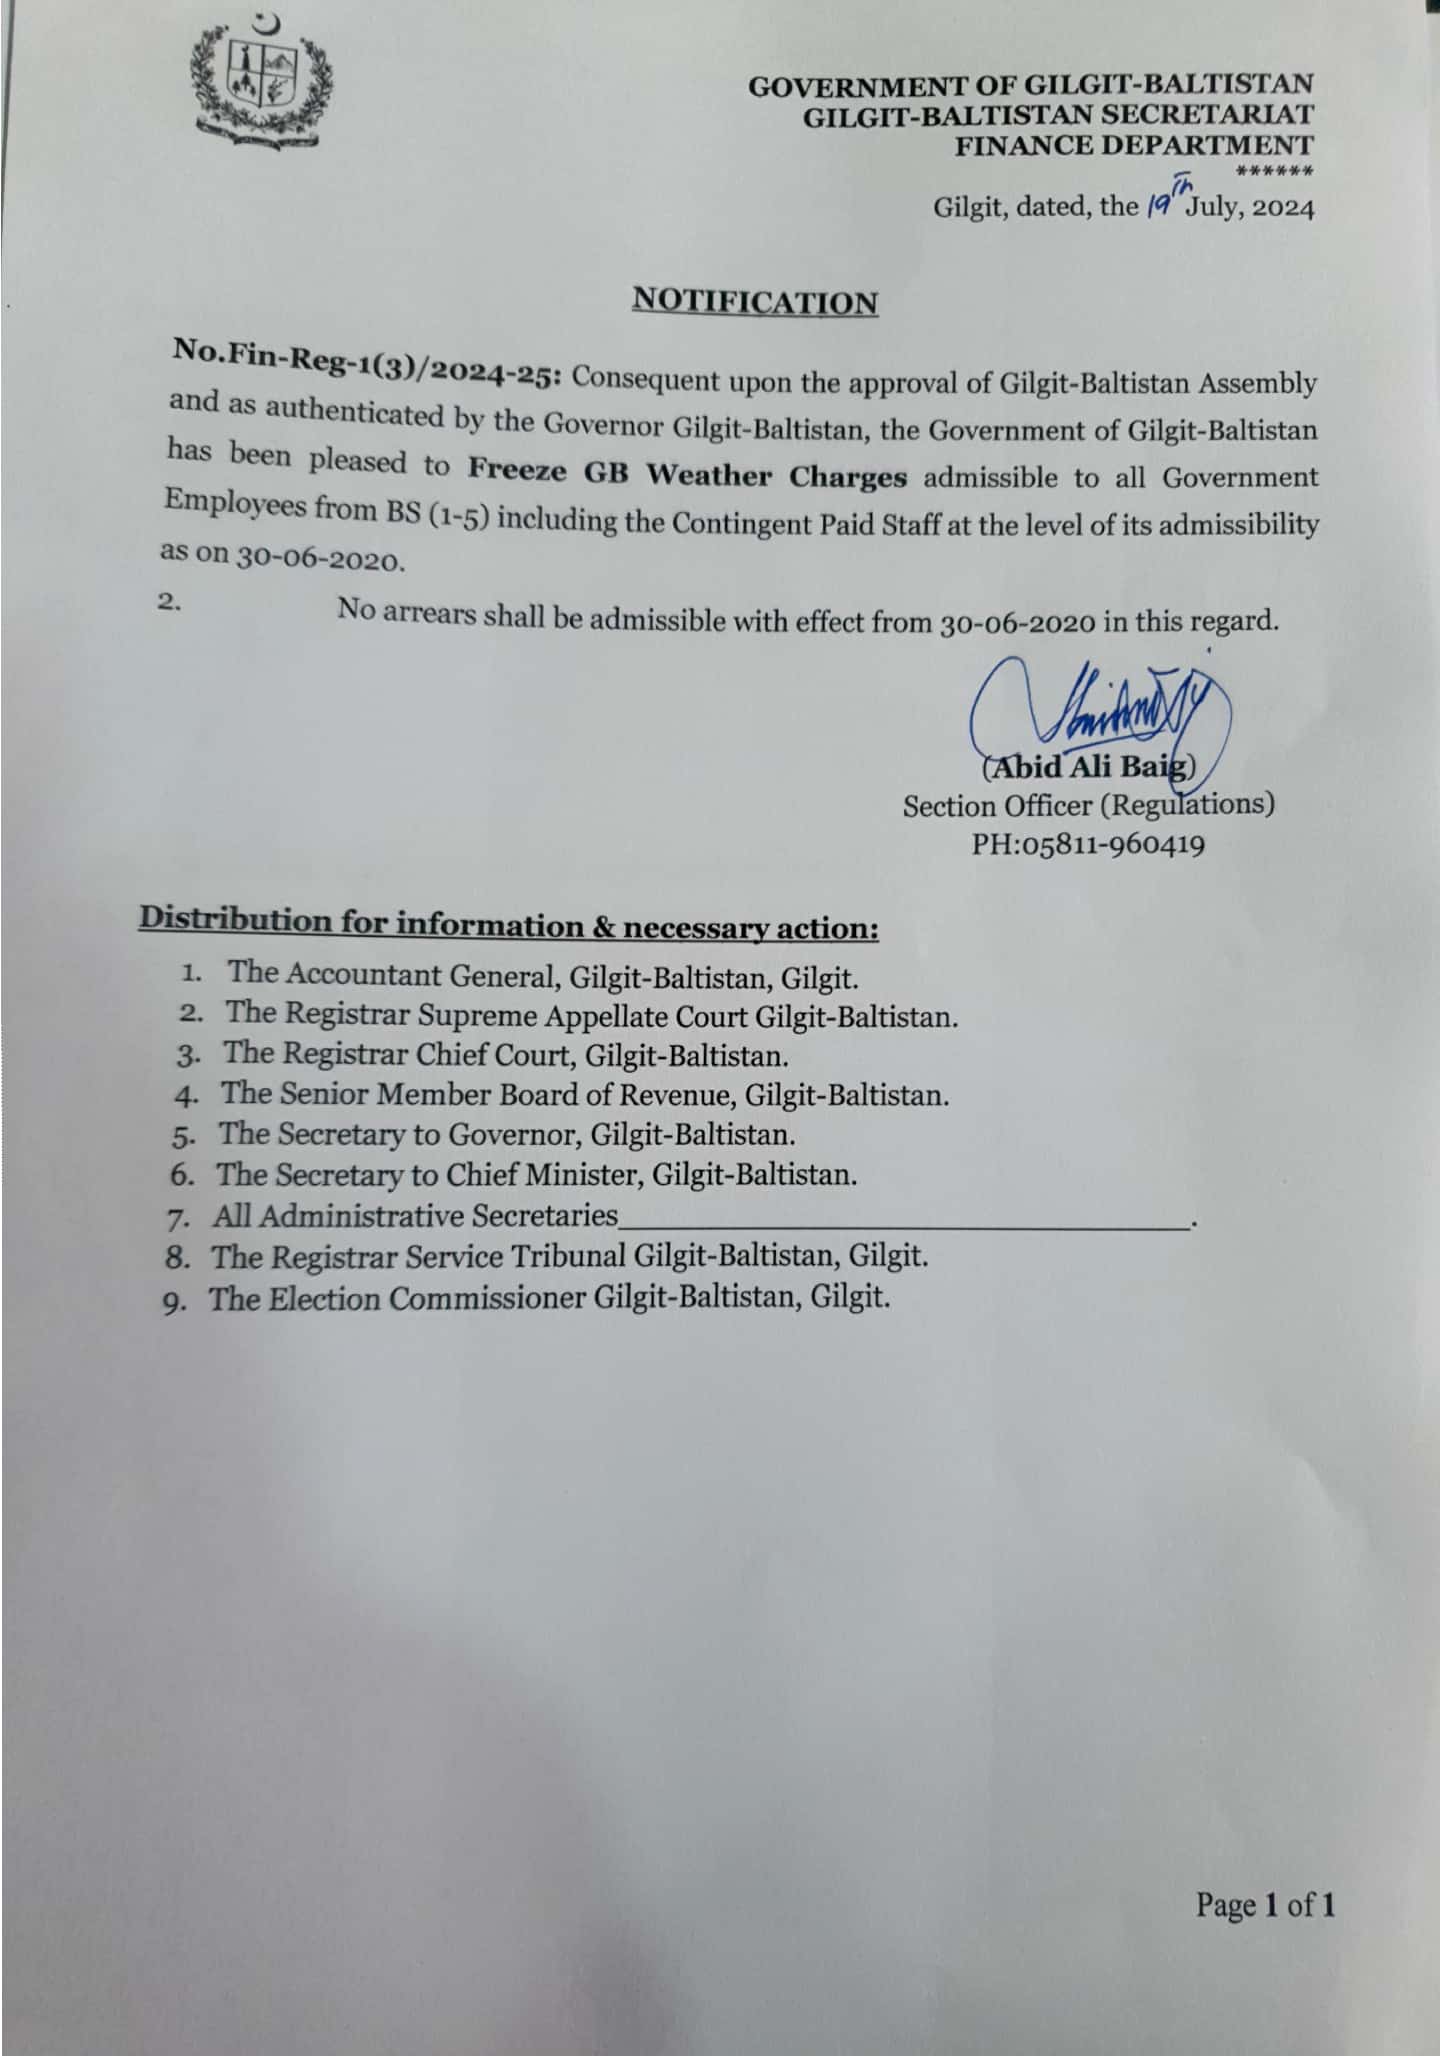 GOVERNMENT OF GILGIT-BALTISTAN
GILGIT-BALTISTAN SECRETARIAT
FINANCE DEPARTMENT
******
Gilgit, dated, the 19th July, 2024
NOTIFICATION
No.Fin-Reg-1(3)/2024-25: Consequent upon the approval of Gilgit-Baltistan Assembly
and as authenticated by the Governor Gilgit-Baltistan, the Government of Gilgit-Baltistan
has been pleased to Freeze GB Weather Charges admissible to all Government
Employees from BS (1-5) including the Contingent Paid Staff at the level of its admissibility
as on 30-06-2020.
2. No arrears shall be admissible with effect from 30-06-2020 in this regard.
(Abid Ali Baig)
Section Officer (Regulations)
PH:05811-960419
Distribution for information & necessary action:
1. The Accountant General, Gilgit-Baltistan, Gilgit.
2. The Registrar Supreme Appellate Court Gilgit-Baltistan.
3. The Registrar Chief Court, Gilgit-Baltistan.
4. The Senior Member Board of Revenue, Gilgit-Baltistan.
5. The Secretary to Governor, Gilgit-Baltistan.
6. The Secretary to Chief Minister, Gilgit-Baltistan.
7. All Administrative Secretaries______________________________________.
8. The Registrar Service Tribunal Gilgit-Baltistan, Gilgit.
9. The Election Commissioner Gilgit-Baltistan, Gilgit.
Page 1 of 1